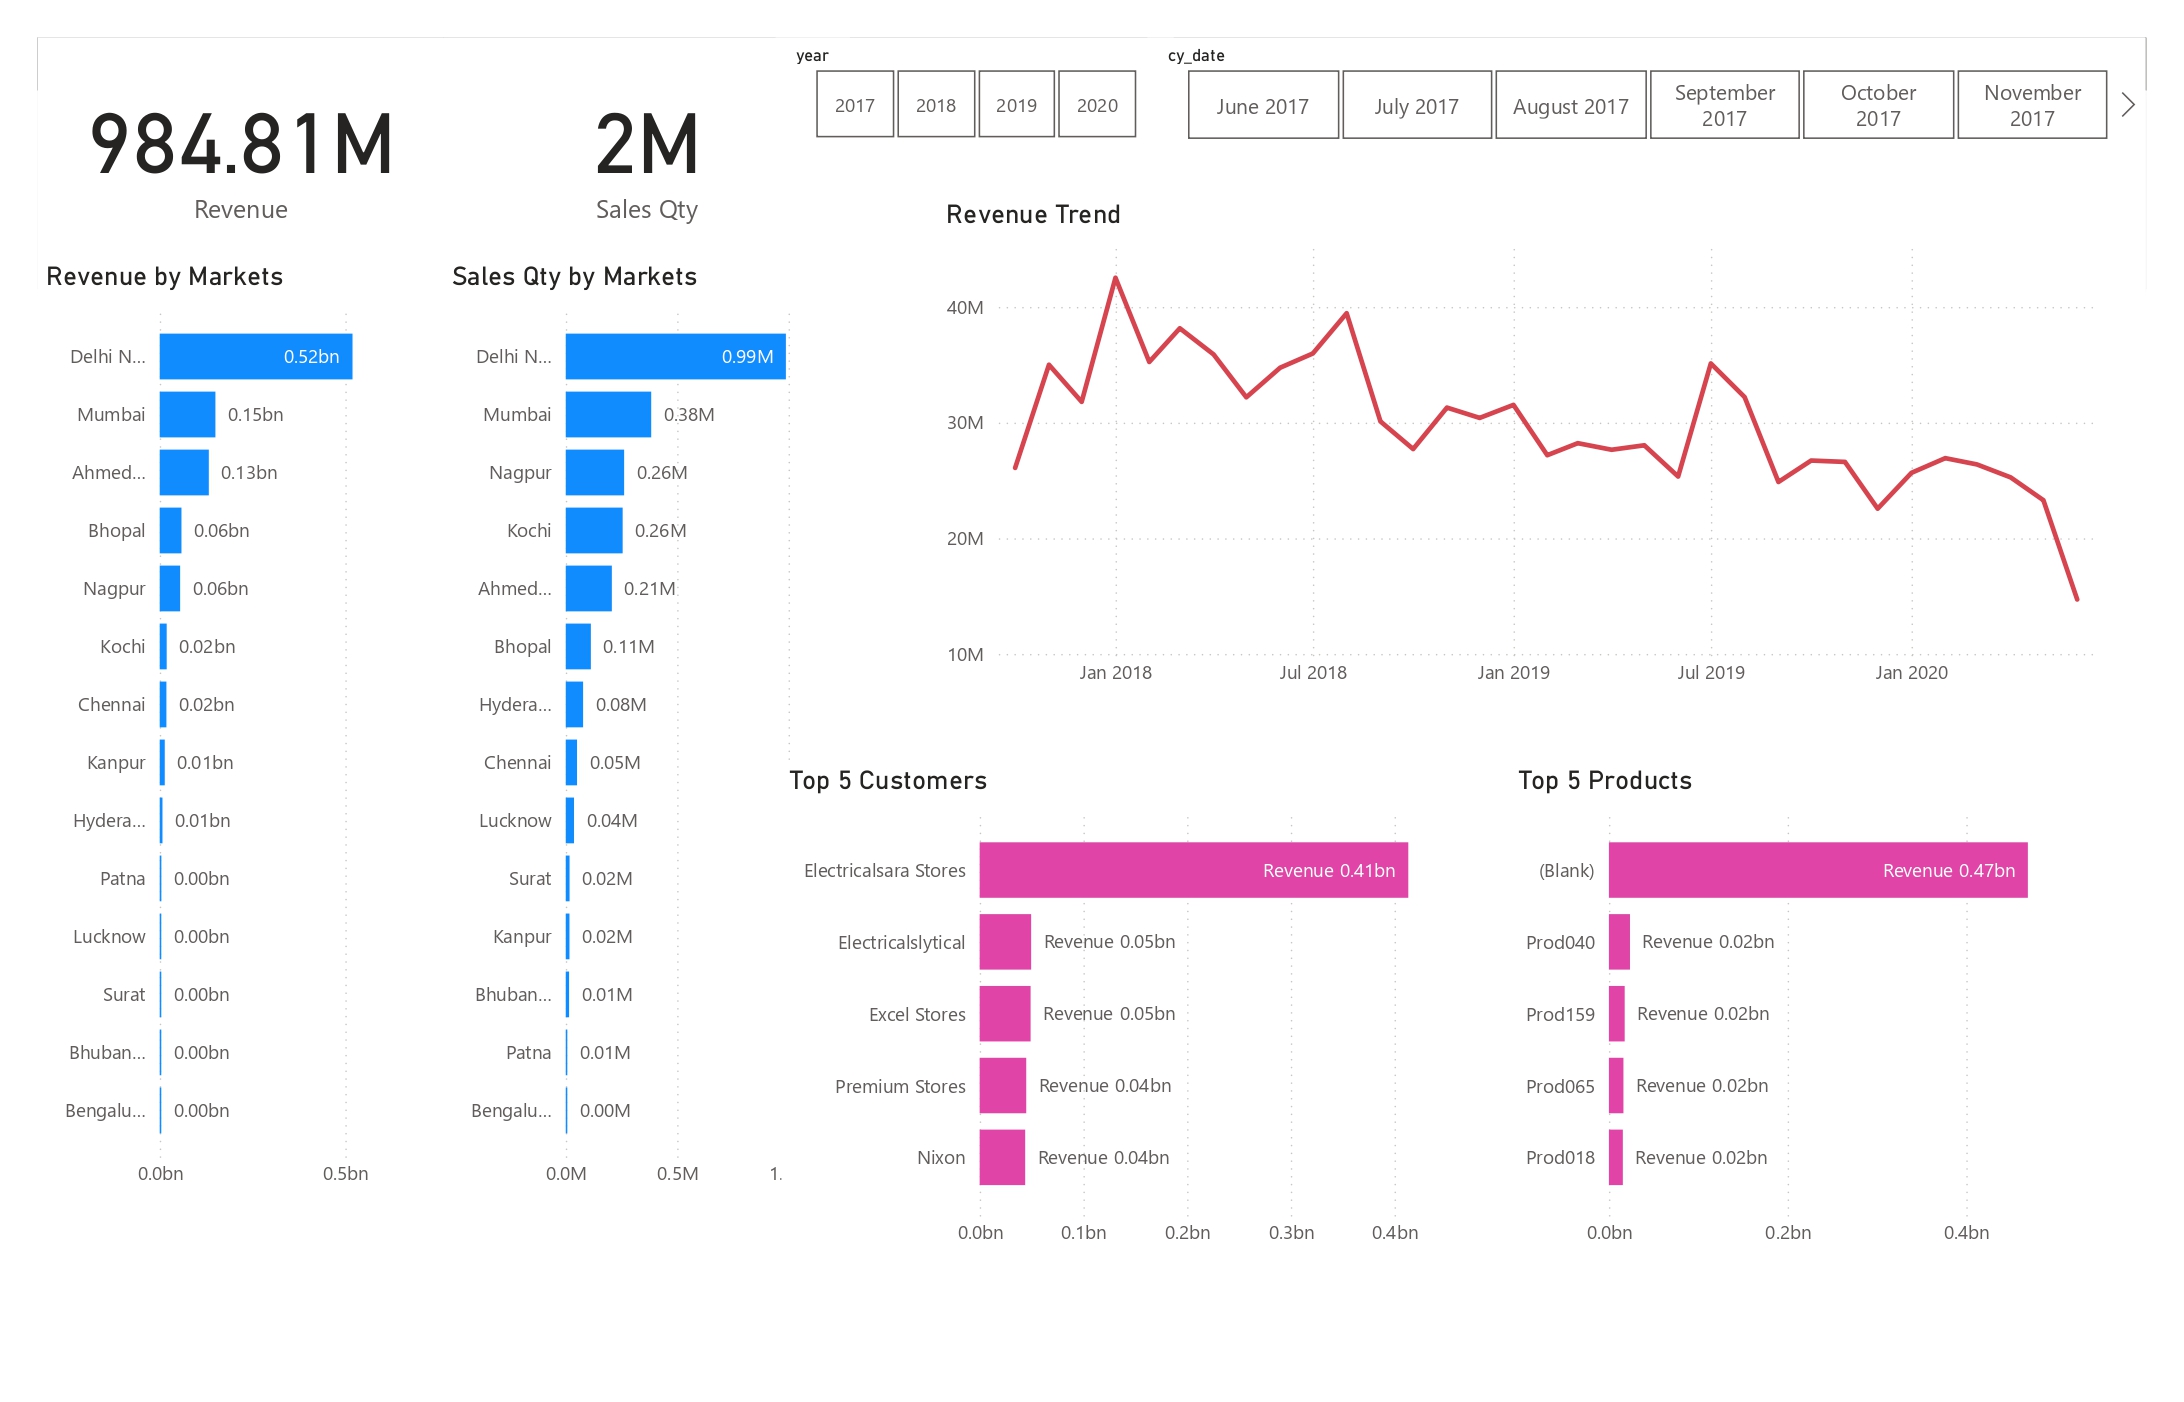 year
2017
2018
2019
2020
cy_date
June 2017
July 2017
August 2017
September
2017
October
2017
November
2017
984.81M
Revenue
2M
Sales Qty
Revenue by Markets
Delhi N...
0.52bn
Mumbai
0.15bn
Ahmed...
0.13bn
Bhopal
0.06bn
Nagpur
0.06bn
Kochi
0.02bn
Chennai
0.02bn
Kanpur
0.01bn
Hydera...
0.01bn
Patna
0.00bn
Lucknow
0.00bn
Surat
0.00bn
Bhuban...
0.00bn
Bengalu...
0.00bn
0.0bn
0.5bn
Sales Qty by Markets
Delhi N...
0.99M
Mumbai
0.38M
Nagpur
0.26M
Kochi
0.26M
Ahmed...
0.21M
Bhopal
0.11M
Hydera...
0.08M
Chennai
0.05M
Lucknow
0.04M
Surat
0.02M
Kanpur
0.02M
Bhuban...
0.01M
Patna
0.01M
Bengalu...
0.00M
0.0M
0.5M
1.
Revenue Trend
40M
30M
20M
10M
Jan 2018
Jul 2018
Jan 2019
Jul 2019
Jan 2020
Top 5 Customers
Electricalsara Stores
Revenue 0.41bn
Electricalslytical
Revenue 0.05bn
Excel Stores
Revenue 0.05bn
Premium Stores
Revenue 0.04bn
Nixon
Revenue 0.04bn
0.0bn
0.1bn
0.2bn
0.3bn
0.4bn
Top 5 Products
(Blank)
Revenue 0.47bn
Prod040
Revenue 0.02bn
Prod159
Revenue 0.02bn
Prod065
Revenue 0.02bn
Prod018
Revenue 0.02bn
0.0bn
0.2bn
0.4bn